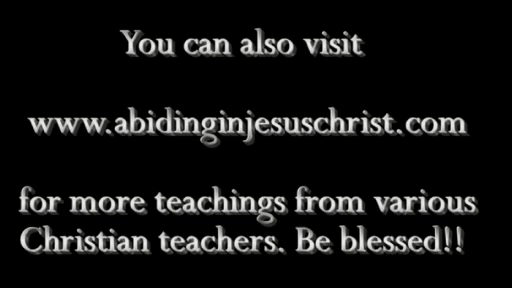 You can also visit
www.abidinginjesuschrist.com
for more teachings from various
Christian teachers. Be blessed!!